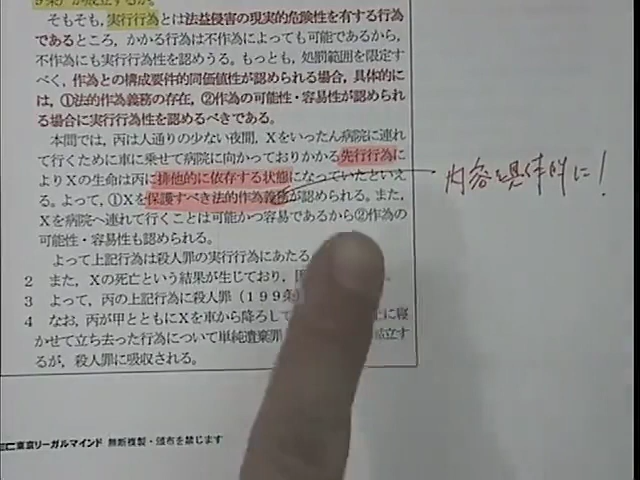 が成立するか。
そもそも，実行行為とは法益侵害の現実的危険性を有する行為
であるところ，かかる行為は不作為によっても可能であるから，
不作為にも実行行為性を認めうる。もっとも，処罰範囲を限定す
べく，作為との構成要件的同価値性が認められる場合，具体的に
は，①法的作為義務の存在，②作為の可能性・容易性が認められ
る場合に実行行為性を認めるべきである。
本問では，丙は人通りの少ない夜間，Xをいったん病院に連れ
て行くために車に乗せて病院に向かっておりかかる先行行為に
よりXの生命は丙に排他的に依存する状態になっていたといえ
る。よって，①Xを保護すべき法的作為義務が認められる。また，
内容を具体的に！
Xを病院へ連れて行くことは可能かつ容易であるから②作為の
可能性・容易性も認められる。
よって上記行為は殺人罪の実行行為にあたる
2 また，Xの死亡という結果が生じており，
3 よって，丙の上記行為に殺人罪（199条
4 なお，丙が甲とともにXを車から降ろして に寝
かせて立ち去った行為について単純遺棄罪 立す
るが，殺人罪に吸収される。
東京リーガルマインド 無断複製・頒布を禁じます